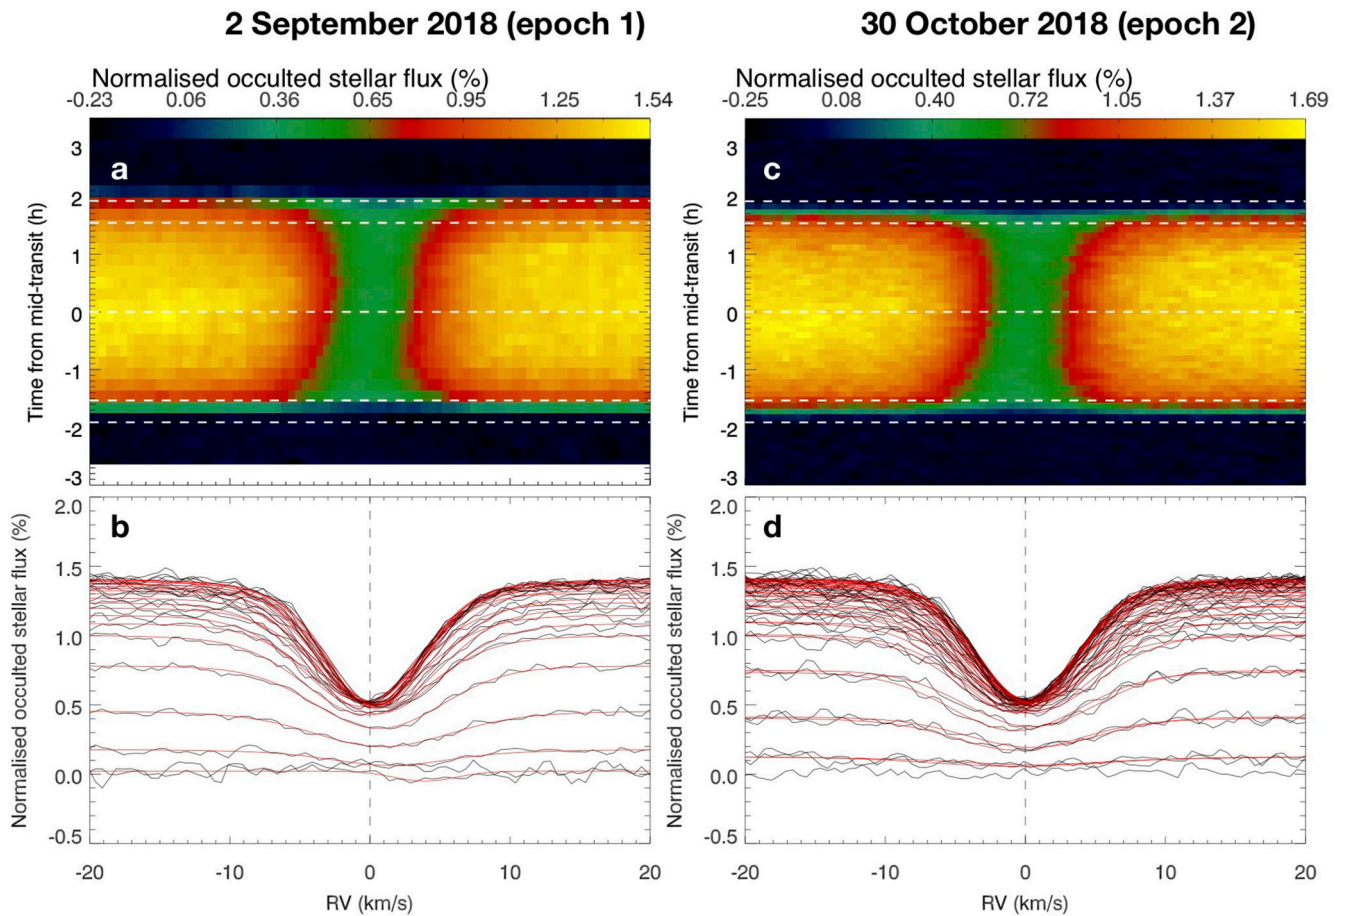 2 September 2018 (epoch 1)
30 October 2018 (epoch 2)
Normalised occulted stellar flux (%)
-0.23 0.06 0.36 0.65 0.95 1.25 1.54
Normalised occulted stellar flux (%)
-0.25 0.08 0.40 0.72 1.05 1.37 1.69
a
Time from mid-transit (h)
3
2
1
0
-1
-2
-3
c
Time from mid-transit (h)
3
2
1
0
-1
-2
-3
b
Normalised occulted stellar flux (%)
2.0
1.5
1.0
0.5
0.0
-0.5
-20 -10 0 10 20
RV (km/s)
d
Normalised occulted stellar flux (%)
2.0
1.5
1.0
0.5
0.0
-0.5
-20 -10 0 10 20
RV (km/s)